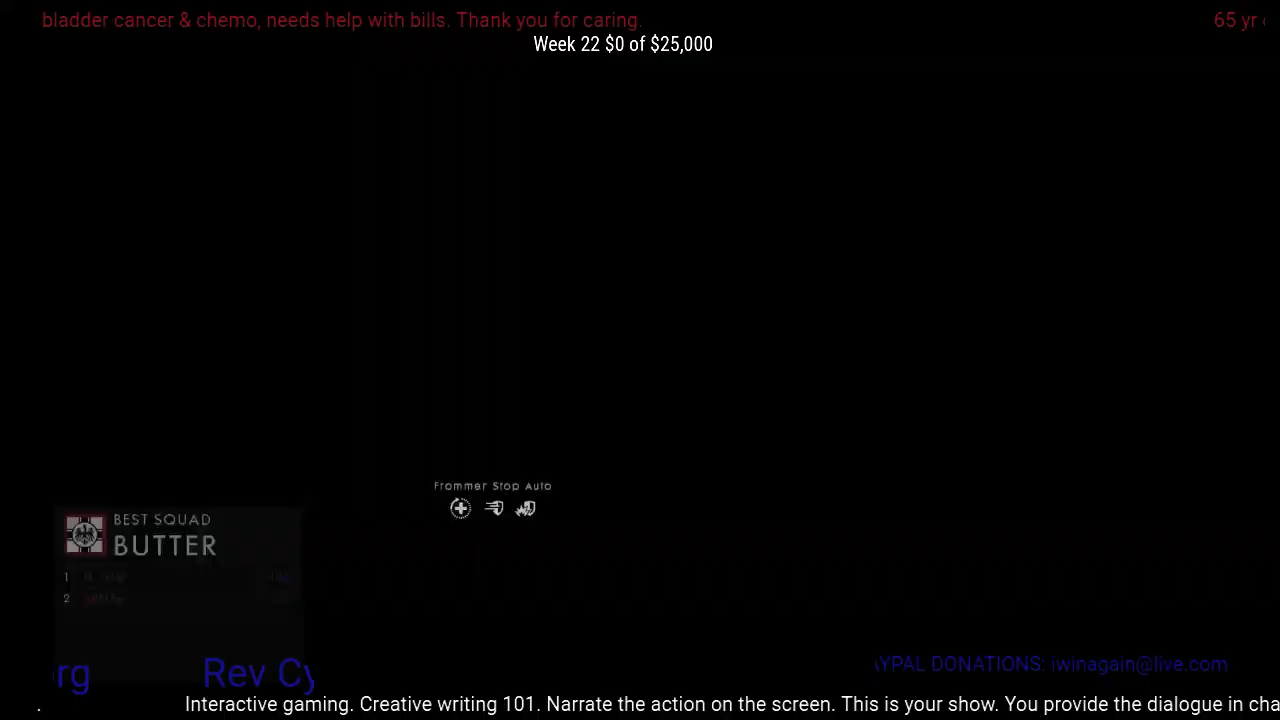 bladder cancer & chemo, needs help with bills. Thank you for caring.
65 yr
Week 22 $0 of $25,000
Frommer Stop Auto
BEST SQUAD
BUTTER
1
2
rg Rev Cy
YPAL DONATIONS: iwinagain@live.com
. Interactive gaming. Creative writing 101. Narrate the action on the screen. This is your show. You provide the dialogue in cha